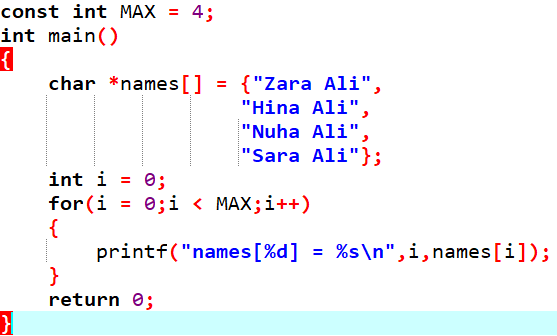 const int MAX = 4;
int main()
{
    char *names[] = {"Zara Ali",
                    "Hina Ali",
                    "Nuha Ali",
                    "Sara Ali"};
    int i = 0;
    for(i = 0;i < MAX;i++)
    {
        printf("names[%d] = %s\n",i,names[i]);
    }
    return 0;
}